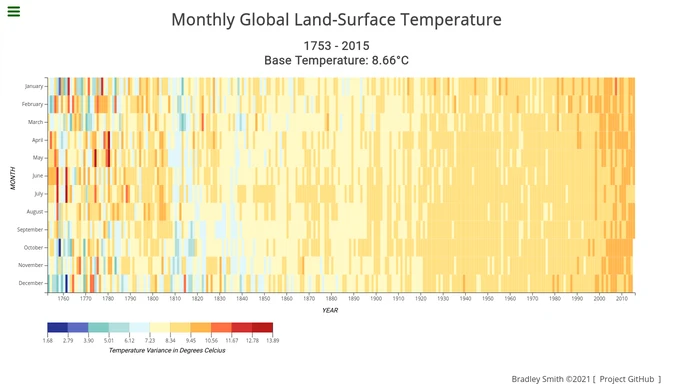 Monthly Global Land-Surface Temperature
1753 - 2015
Base Temperature: 8.66°C
MONTH
January
February
March
April
May
June
July
August
September
October
November
December
1760 1770 1780 1790 1800 1810 1820 1830 1840 1850 1860 1870 1880 1890 1900 1910 1920 1930 1940 1950 1960 1970 1980 1990 2000 2010
YEAR
1.68 2.79 3.90 5.01 6.12 7.23 8.34 9.45 10.56 11.67 12.78 13.89
Temperature Variance in Degrees Celcius
Bradley Smith ©2021 [ Project GitHub ]